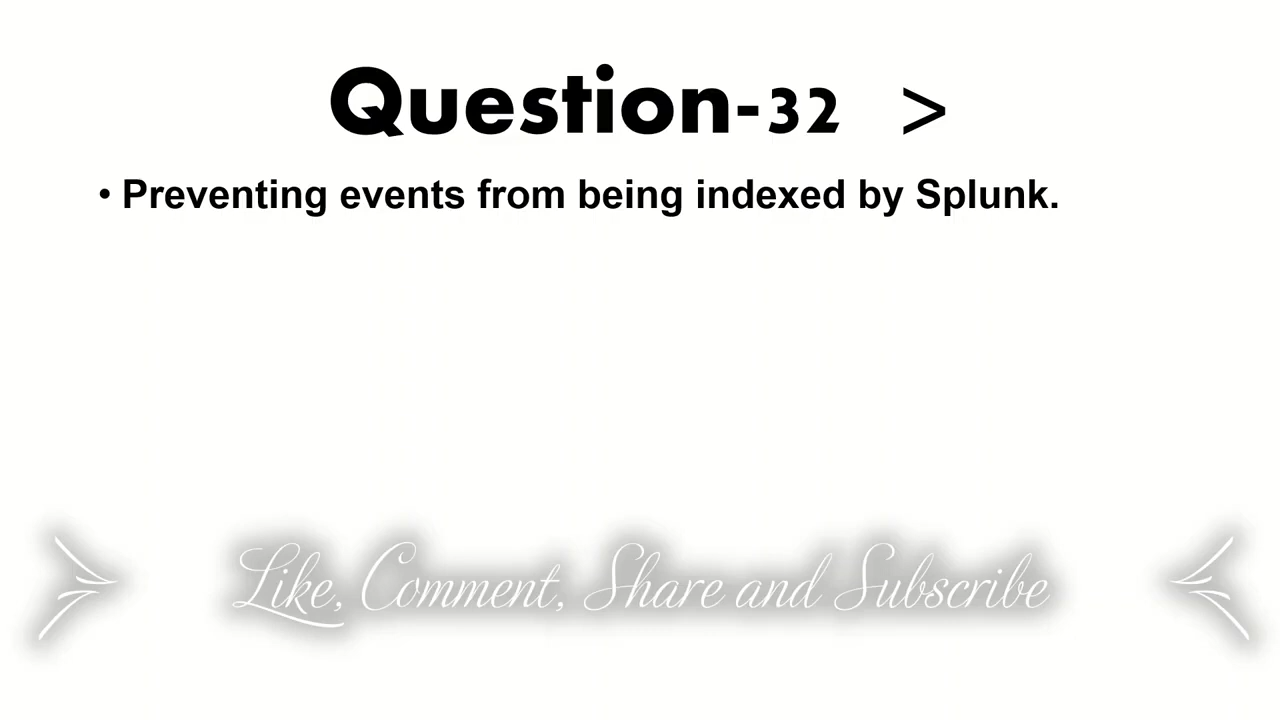 Question-32 >
• Preventing events from being indexed by Splunk.
Like, Comment, Share and Subscribe